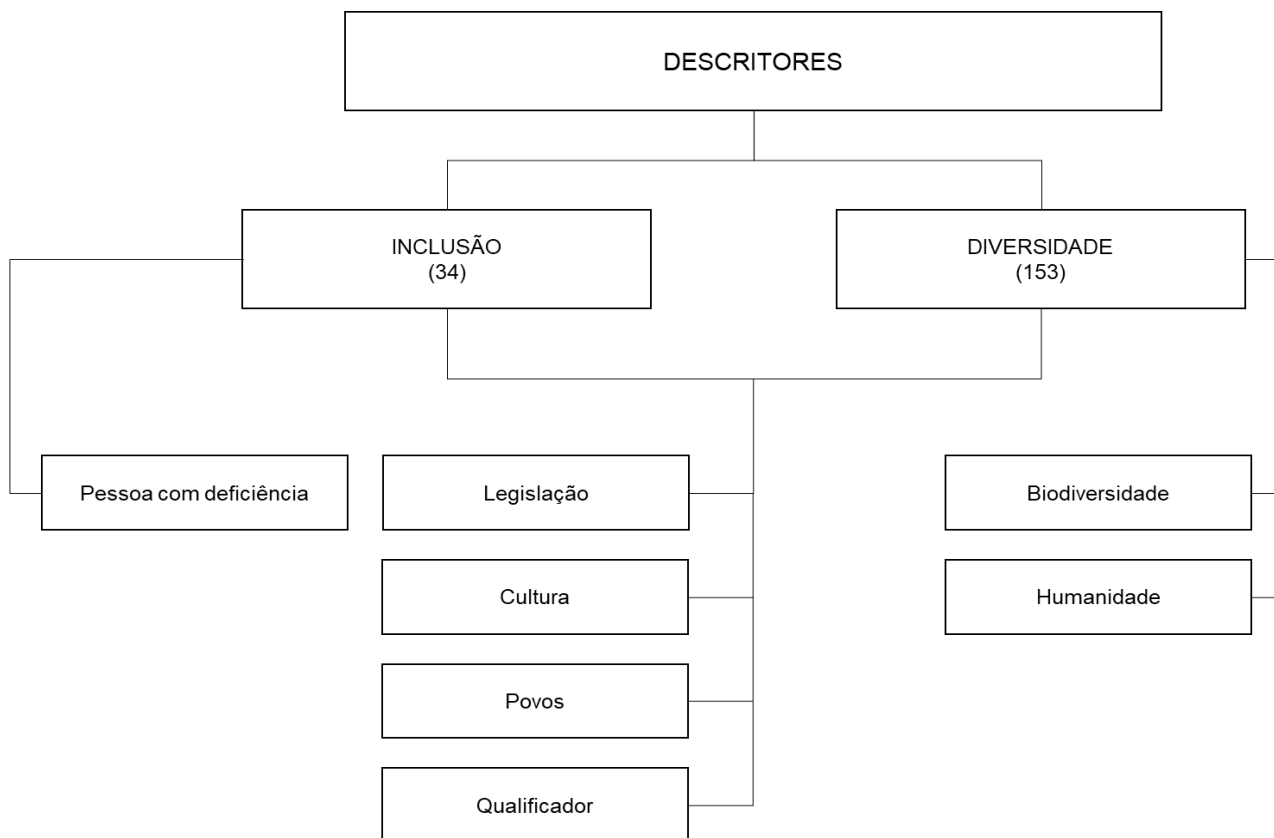 DESCRITORES
INCLUSÃO
(34)
DIVERSIDADE
(153)
Pessoa com deficiência
Legislação
Biodiversidade
Cultura
Humanidade
Povos
Qualificador